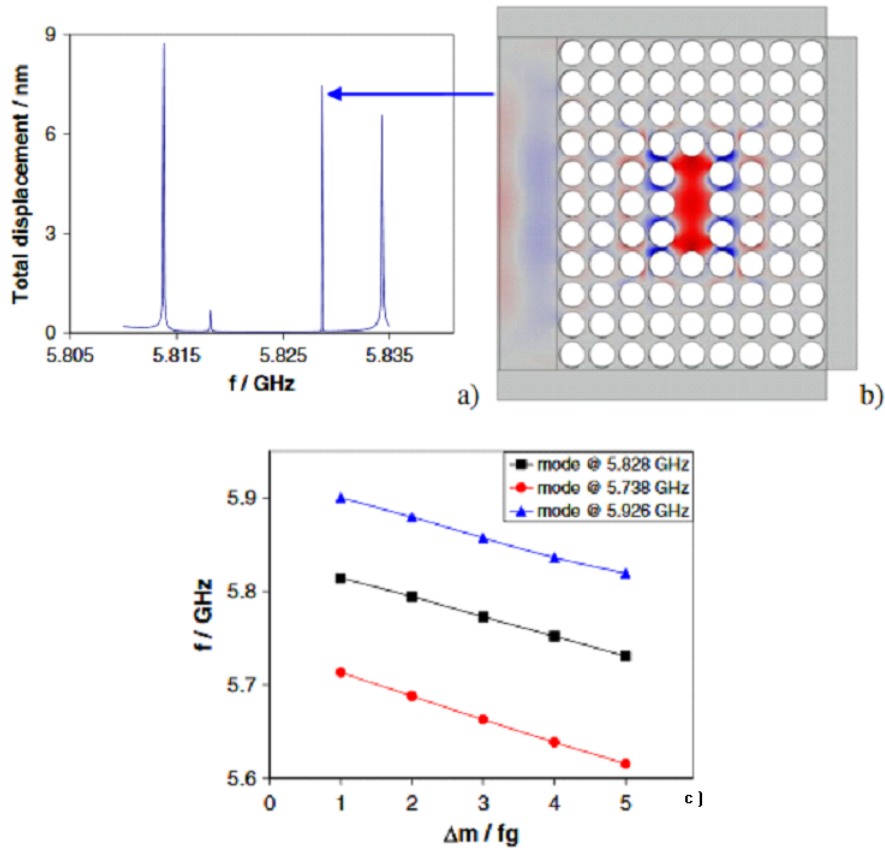 9
6
3
0
Total displacement / nm
5.805
5.815
5.825
5.835
f / GHz
a)
b)
mode @ 5.828 GHz
mode @ 5.738 GHz
mode @ 5.926 GHz
5.9
5.8
5.7
5.6
f / GHz
0
1
2
3
4
5
c)
Δm / fg